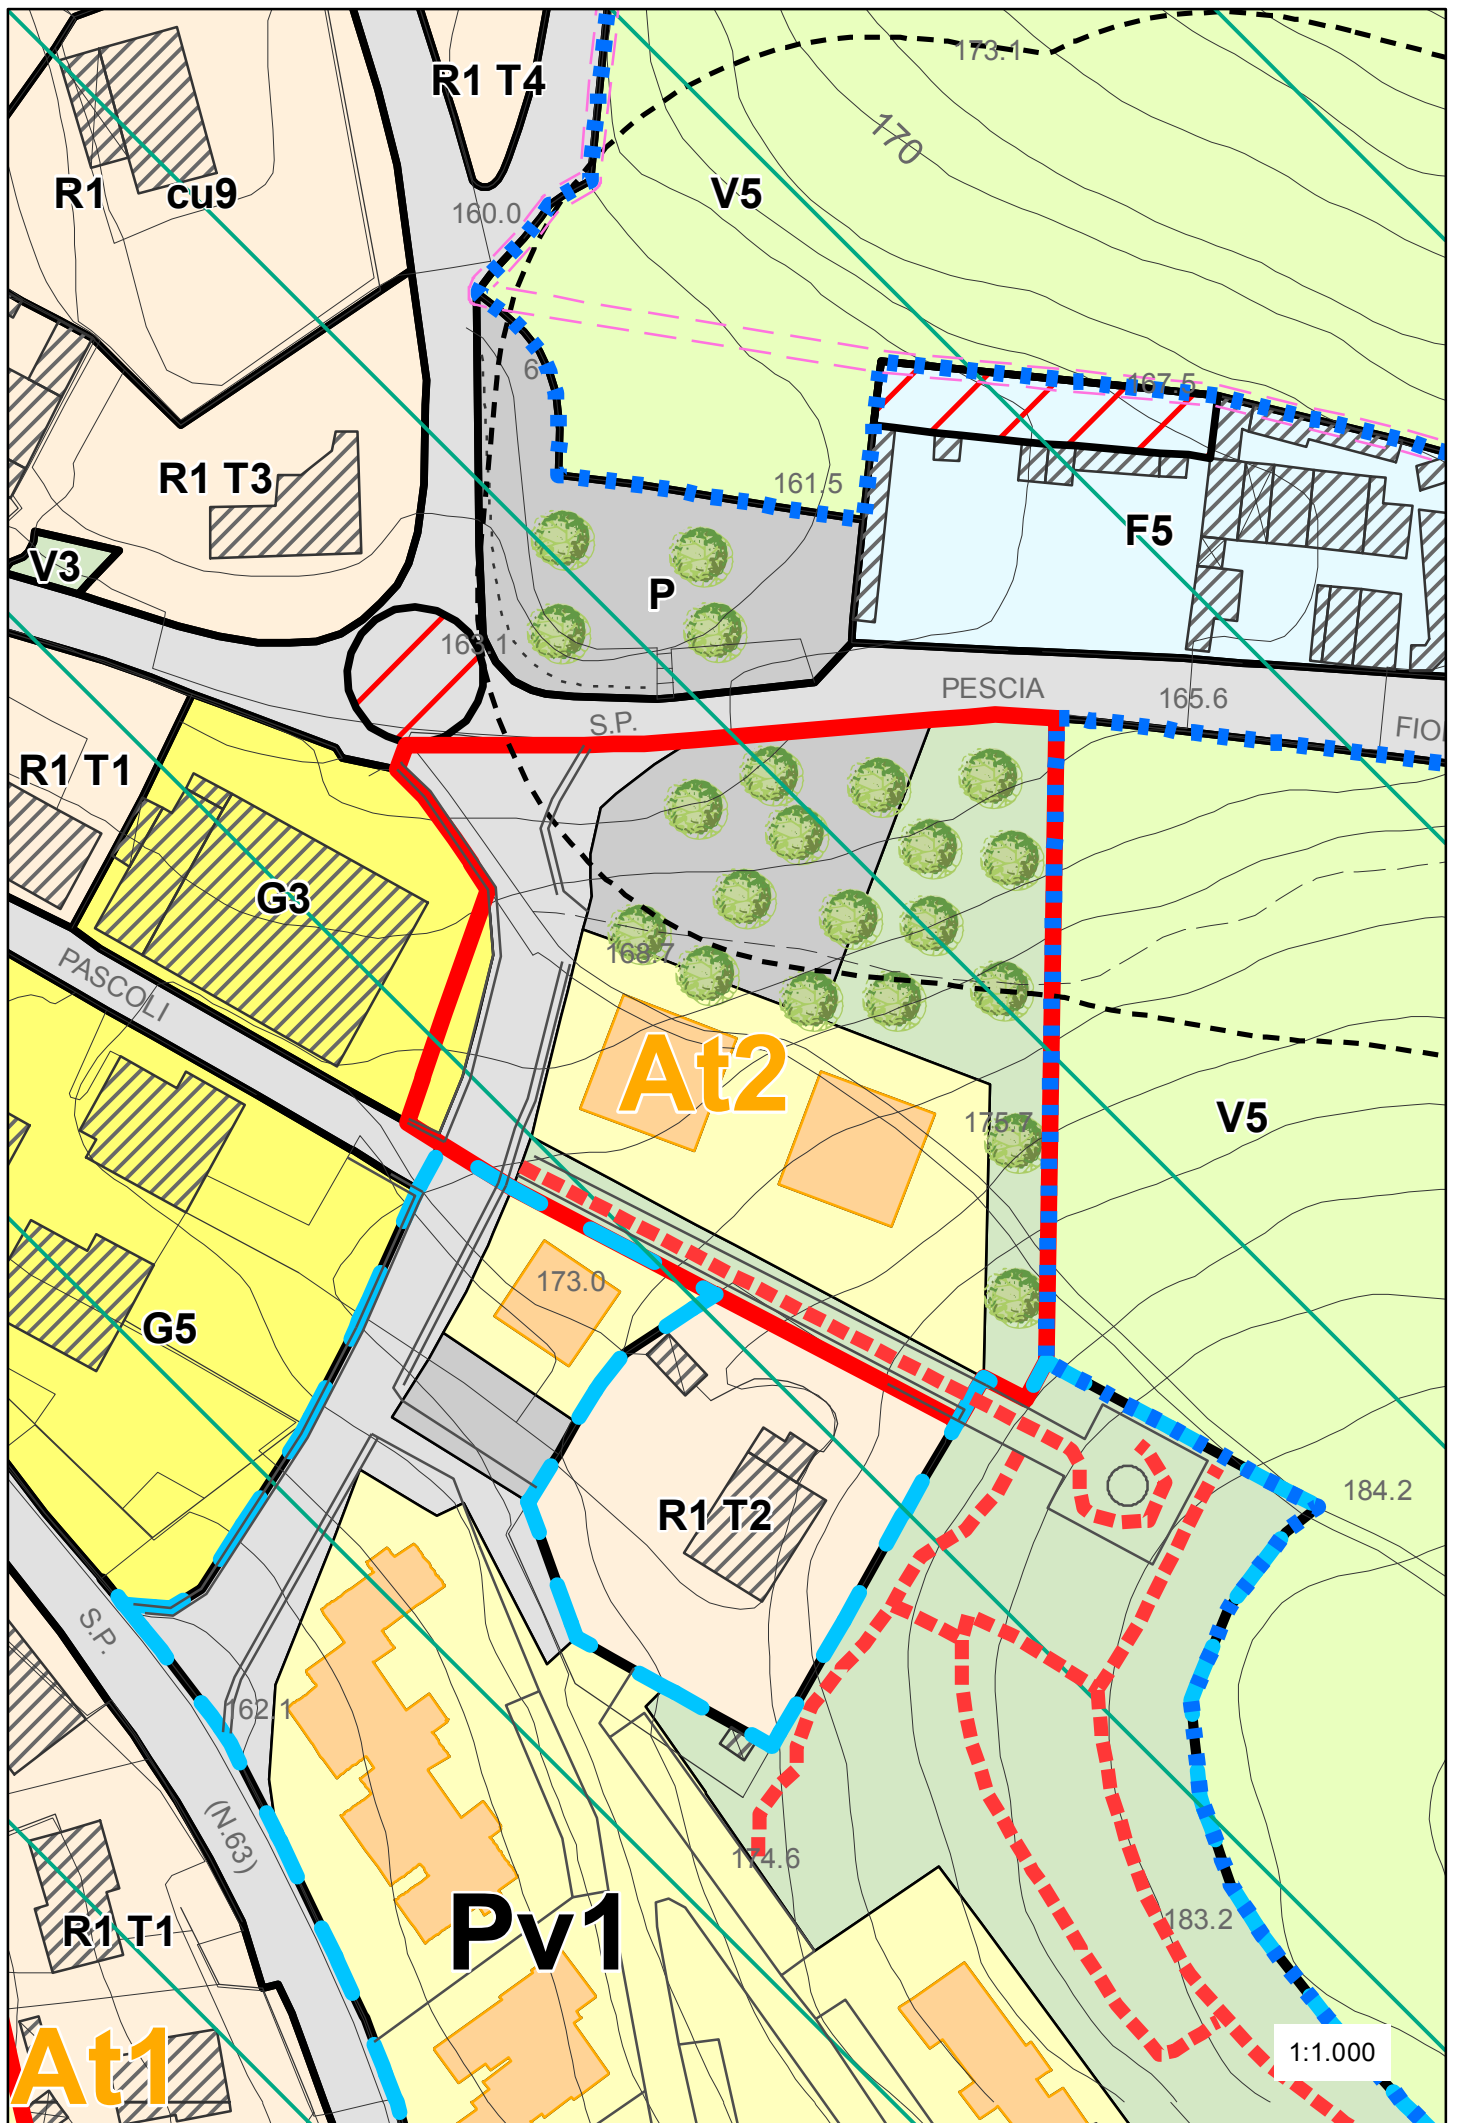 173.1
R1 T4
170
R1
cu9
V5
160.0
6
167.5
R1 T3
161.5
F5
V3
P
163.1
PESCIA
165.6
S.P.
FIOR
R1 T1
G3
168.7
PASCOLI
At2
175.7
V5
173.0
G5
184.2
R1 T2
S.P.
162.1
(N.63)
174.6
Pv1
183.2
R1 T1
1:1.000
At1